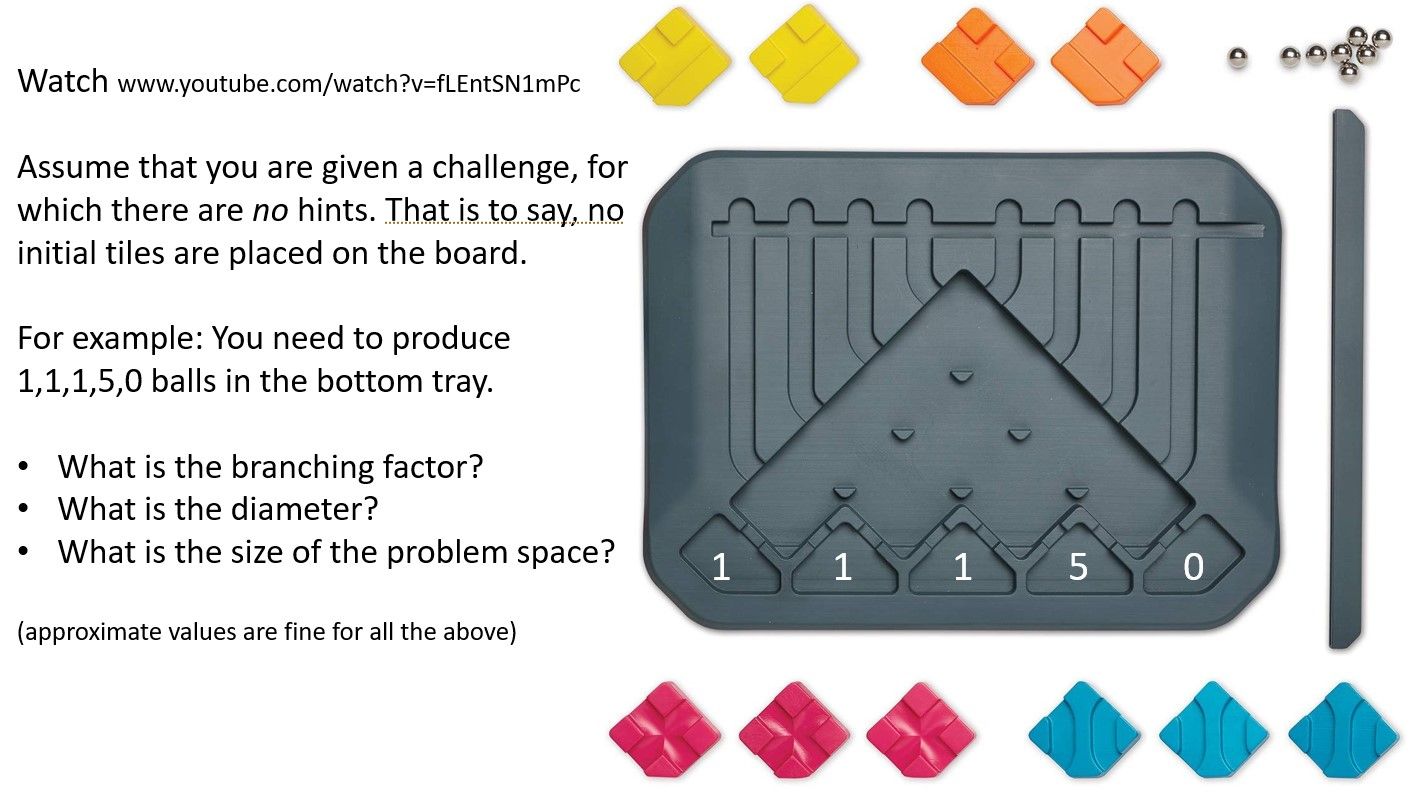 Watch www.youtube.com/watch?v=fLEntSN1mPc
Assume that you are given a challenge, for
which there are no hints. That is to say, no
initial tiles are placed on the board.
For example: You need to produce
1,1,1,5,0 balls in the bottom tray.
• What is the branching factor?
• What is the diameter?
• What is the size of the problem space?
(approximate values are fine for all the above)
1 1 1 5 0